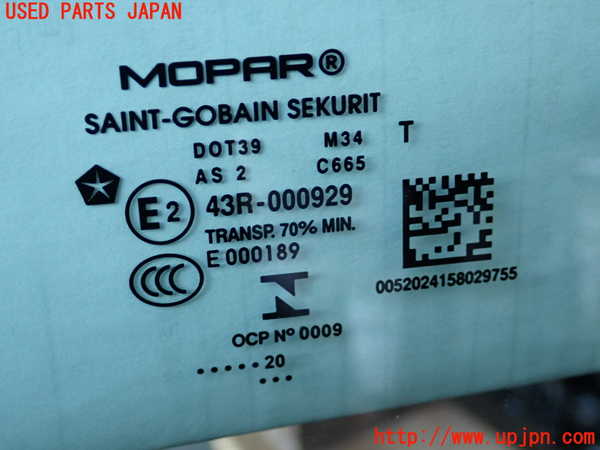 USED PARTS JAPAN
MOPAR®
SAINT-GOBAIN SEKURIT
DOT39 M34 T
AS 2 C665
E2 43R-000929
TRANSP. 70% MIN.
CCC E 000189
0052024158029755
OCP Nº 0009
..... 20
...
http://www.upjpn.com/